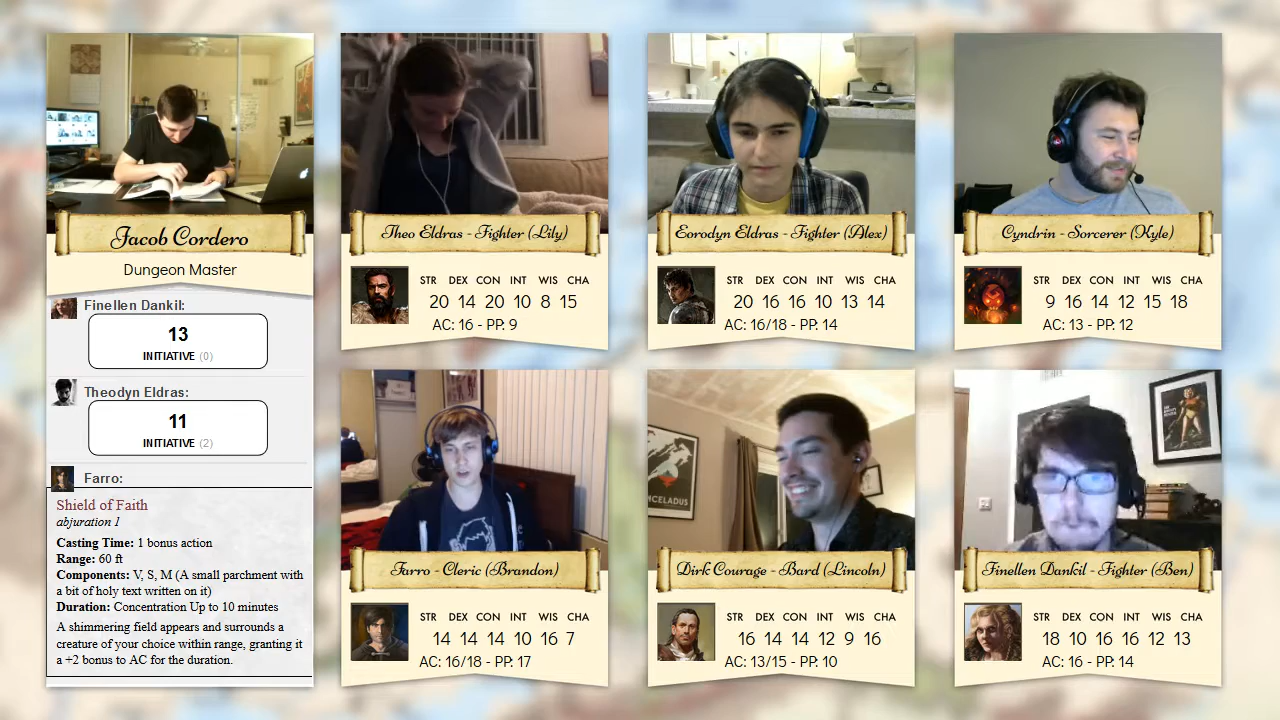 Jacob Cordero
Dungeon Master
Finellen Dankil:
13
INITIATIVE (0)
Theodyn Eldras:
11
INITIATIVE (2)
Farro:
Shield of Faith
abjuration 1
Casting Time: 1 bonus action
Range: 60 ft
Components: V, S, M (A small parchment with
a bit of holy text written on it)
Duration: Concentration Up to 10 minutes
A shimmering field appears and surrounds a
creature of your choice within range, granting it
a +2 bonus to AC for the duration.
Theo Eldras - Fighter (Lily)
STR DEX CON INT WIS CHA
20 14 20 10 8 15
AC: 16 - PP: 9
Eorodyn Eldras - Fighter (Alex)
STR DEX CON INT WIS CHA
20 16 16 10 13 14
AC: 16/18 - PP: 14
Cyndrin - Sorcerer (Kyle)
STR DEX CON INT WIS CHA
9 16 14 12 15 18
AC: 13 - PP: 12
Farro - Cleric (Brandon)
STR DEX CON INT WIS CHA
14 14 14 10 16 7
AC: 16/18 - PP: 17
NCELADUS
Dirk Courage - Bard (Lincoln)
STR DEX CON INT WIS CHA
16 14 14 12 9 16
AC: 13/15 - PP: 10
Finellen Dankil - Fighter (Ben)
STR DEX CON INT WIS CHA
18 10 16 16 12 13
AC: 16 - PP: 14